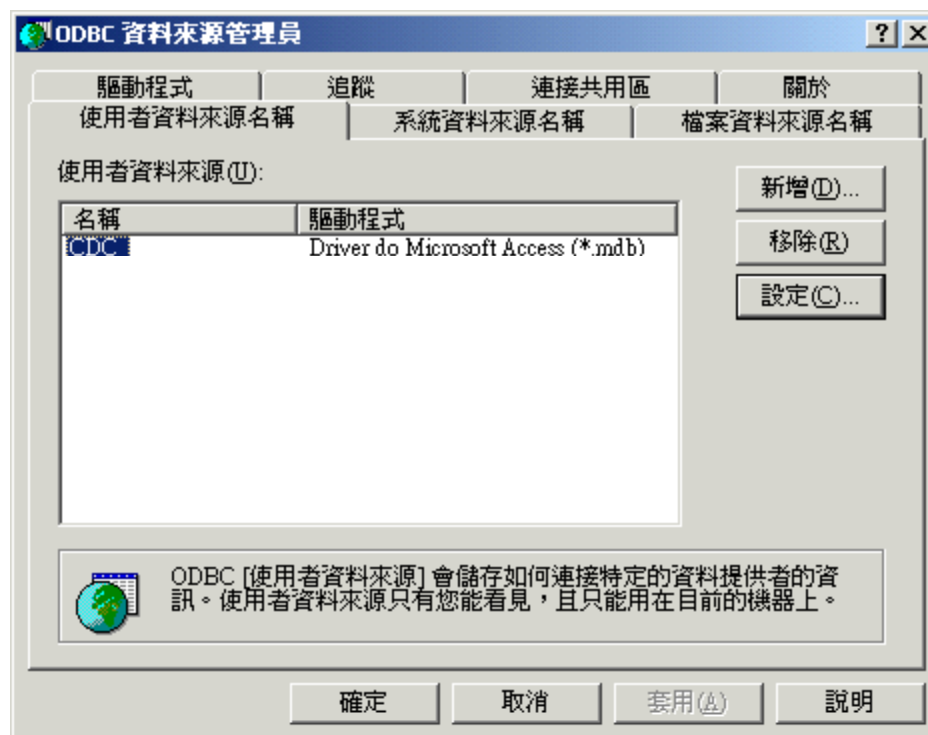 ODBC 資料來源管理員
驅動程式 追蹤 連接共用區 關於
使用者資料來源名稱 系統資料來源名稱 檔案資料來源名稱
使用者資料來源(U):
新增(D)...
名稱 驅動程式
CDC Driver do Microsoft Access (*.mdb)
移除(R)
設定(C)...
ODBC [使用者資料來源] 會儲存如何連接特定的資料提供者的資
訊。使用者資料來源只有您能看見，且只能用在目前的機器上。
確定 取消 套用(A) 說明